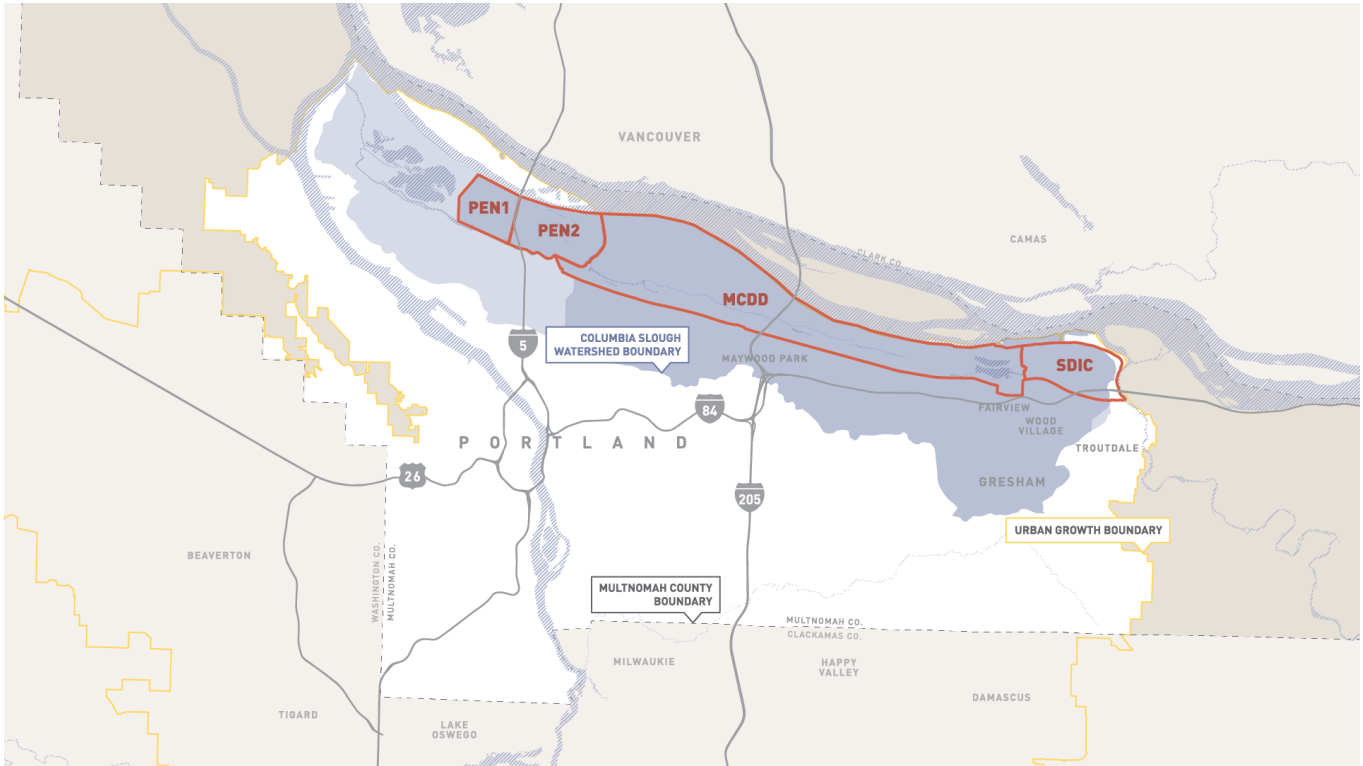 VANCOUVER
PEN1
PEN2
CLARK CO.
CAMAS
MCDD
5
COLUMBIA SLOUGH
WATERSHED BOUNDARY
MAYWOOD PARK
SDIC
84
FAIRVIEW
WOOD
VILLAGE
PORTLAND
TROUTDALE
26
GRESHAM
205
URBAN GROWTH BOUNDARY
BEAVERTON
WASHINGTON CO.
MULTNOMAH CO.
MULTNOMAH COUNTY
BOUNDARY
MULTNOMAH CO.
CLACKAMAS CO.
MILWAUKIE
HAPPY
VALLEY
DAMASCUS
TIGARD
LAKE
OSWEGO